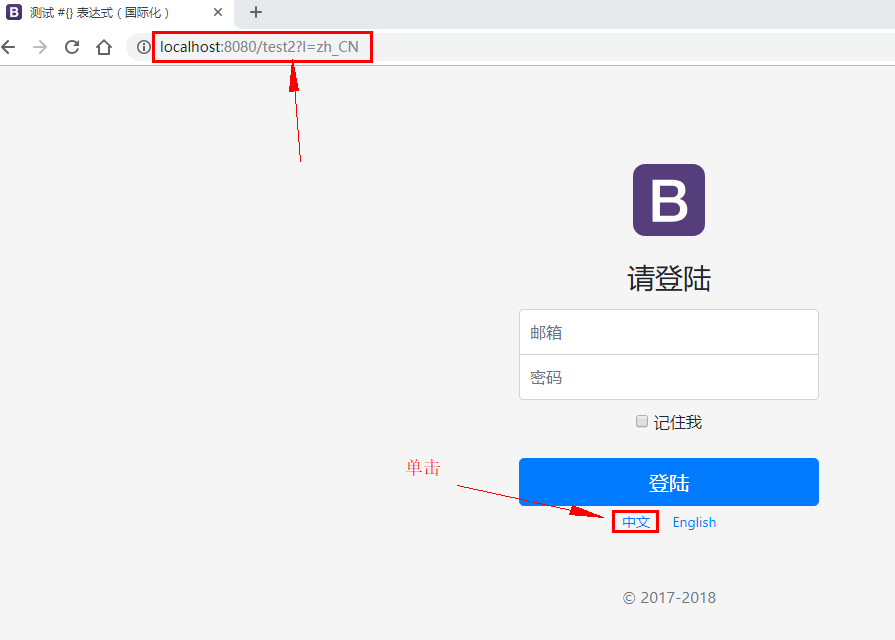 B 测试 #{} 表达式 ( 国际化 )
localhost:8080/test2?l=zh_CN
B
请登陆
邮箱
密码
记住我
单击
登陆
中文 English
© 2017-2018